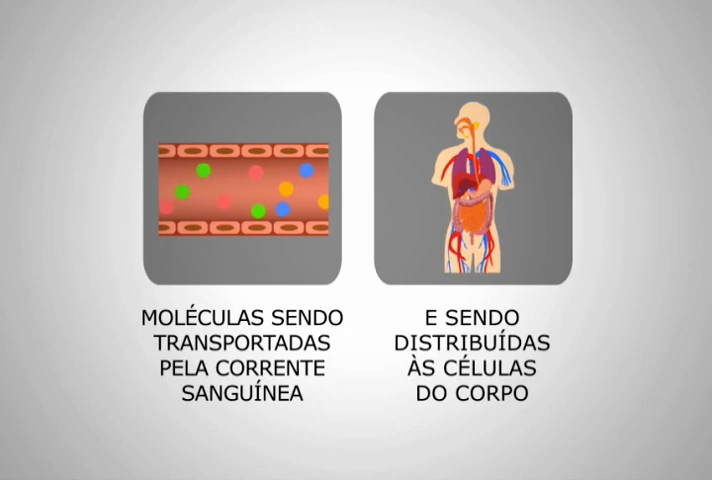 MOLÉCULAS SENDO
TRANSPORTADAS
PELA CORRENTE
SANGUÍNEA
E SENDO
DISTRIBUÍDAS
ÀS CÉLULAS
DO CORPO